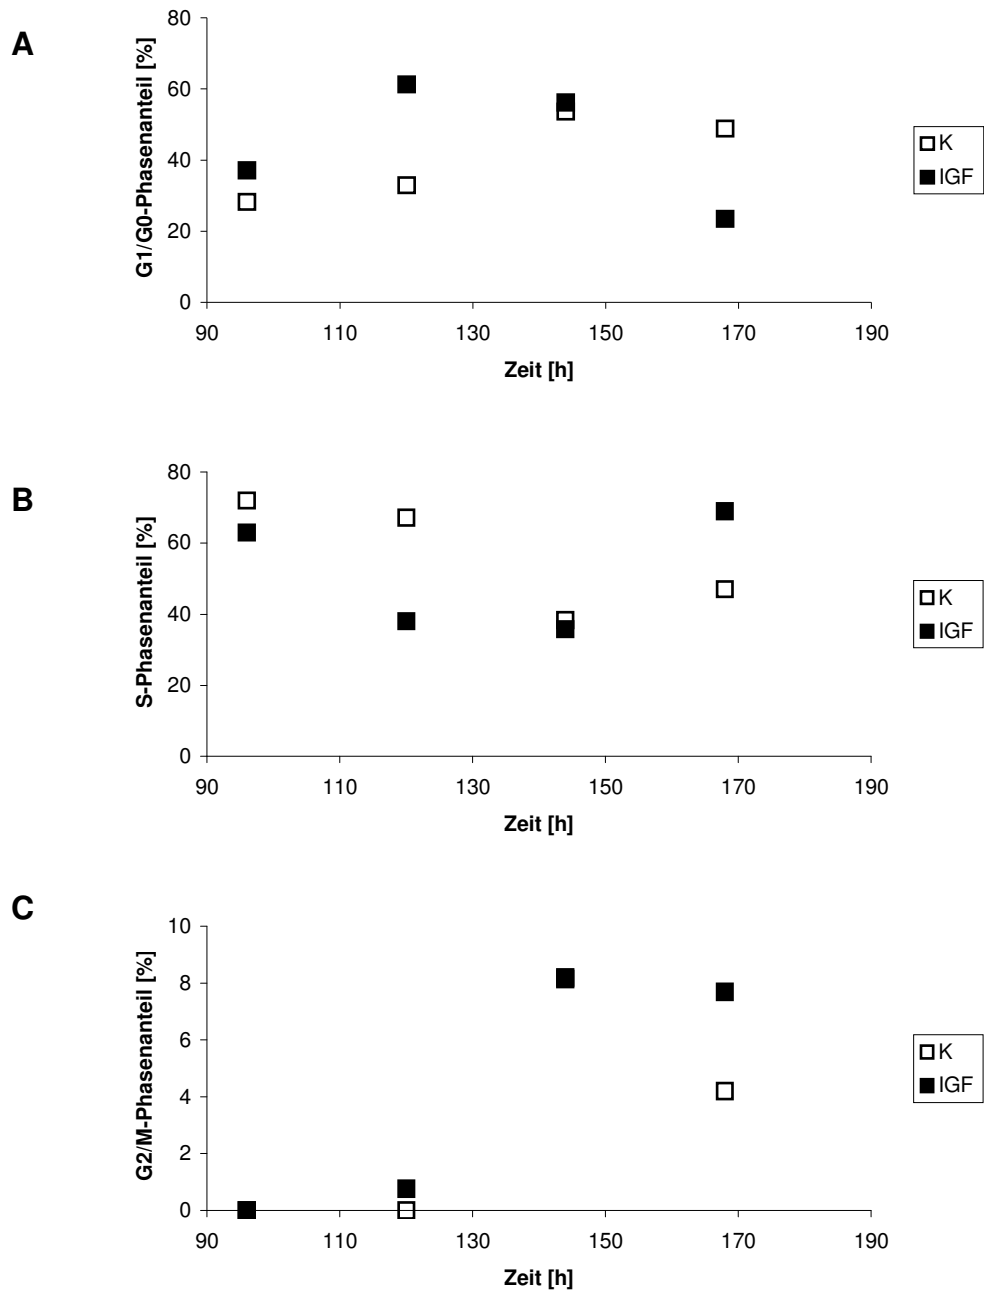 A
G1/G0-Phasenanteil [%]
80
60
40
20
0
90 110 130 150 170 190
Zeit [h]
K
IGF
B
S-Phasenanteil [%]
80
60
40
20
0
90 110 130 150 170 190
Zeit [h]
K
IGF
C
G2/M-Phasenanteil [%]
10
8
6
4
2
0
90 110 130 150 170 190
Zeit [h]
K
IGF